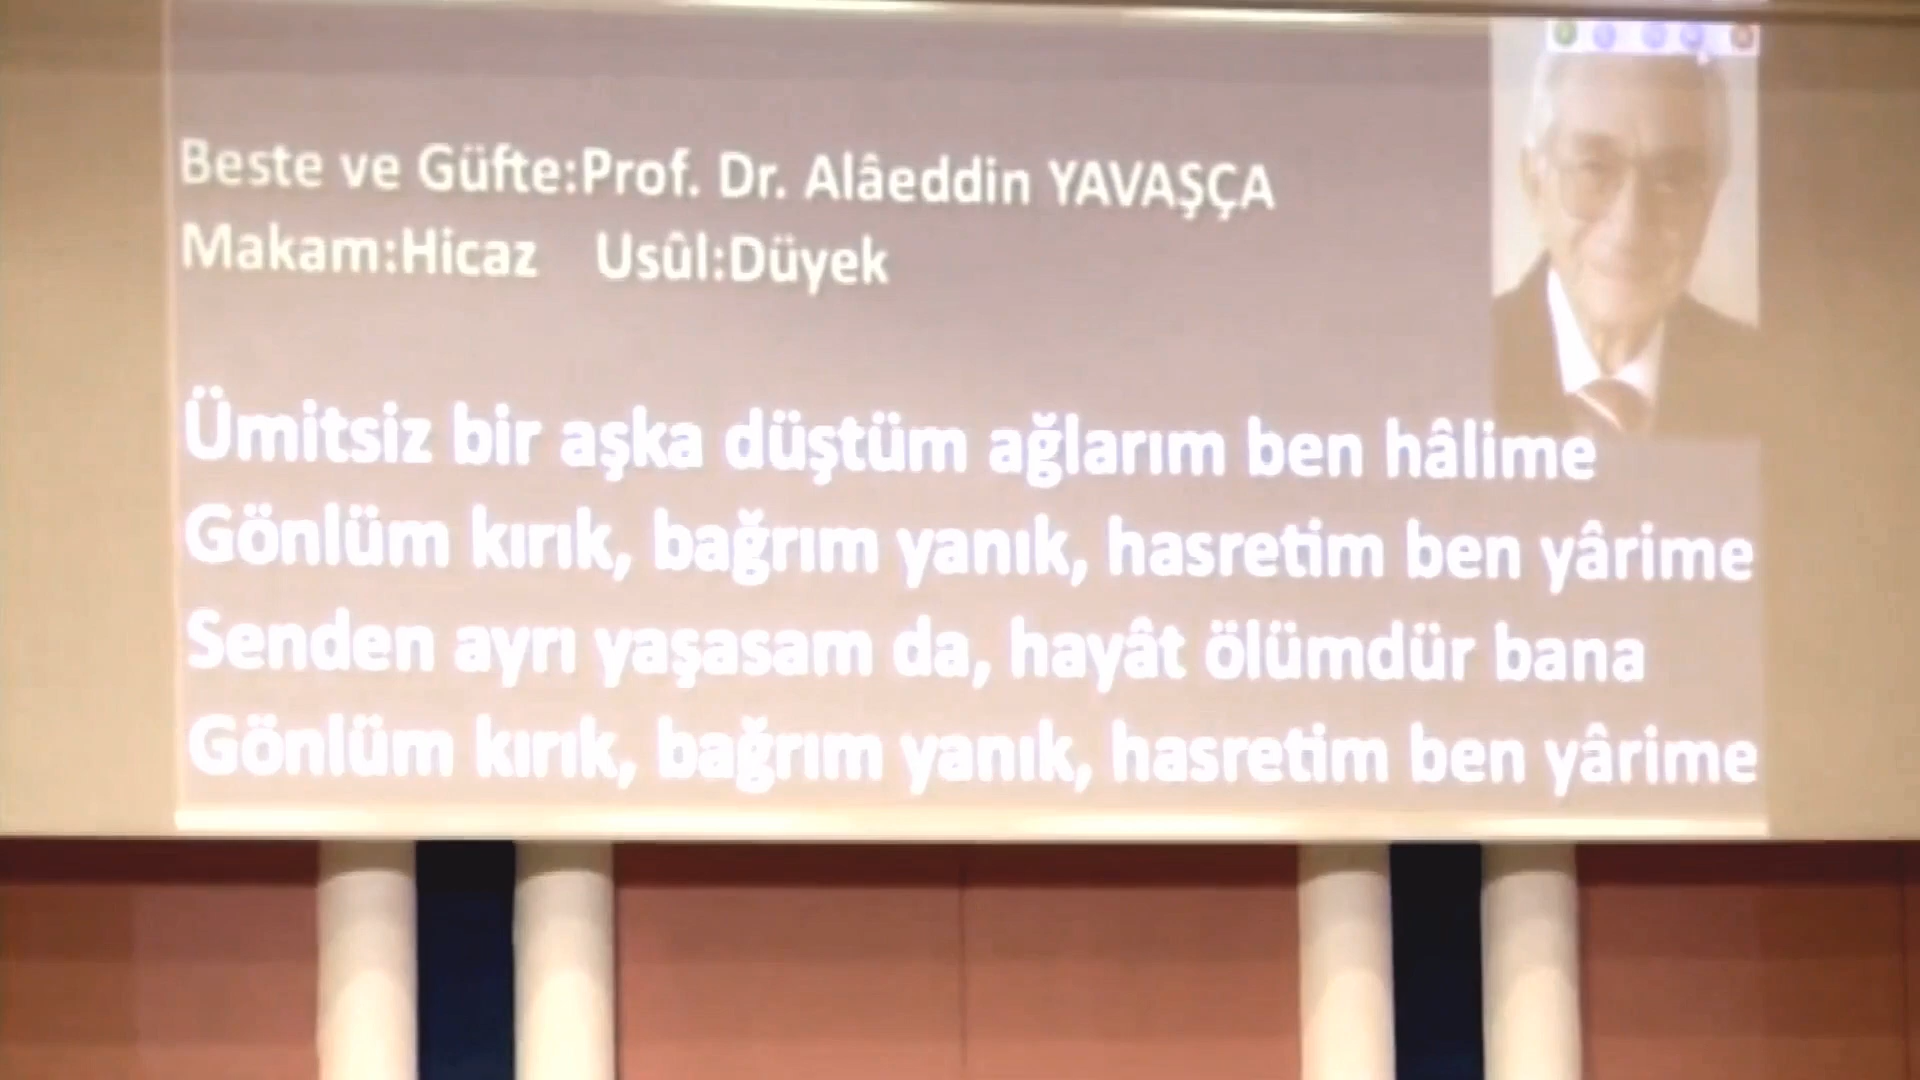 Beste ve Güfte:Prof. Dr. Alâeddin YAVAŞÇA
Makam:Hicaz Usûl:Düyek
Ümitsiz bir aşka düştüm ağlarım ben hâlime
Gönlüm kırık, bağrım yanık, hasretim ben yârime
Senden ayrı yaşasam da, hayât ölümdür bana
Gönlüm kırık, bağrım yanık, hasretim ben yârime